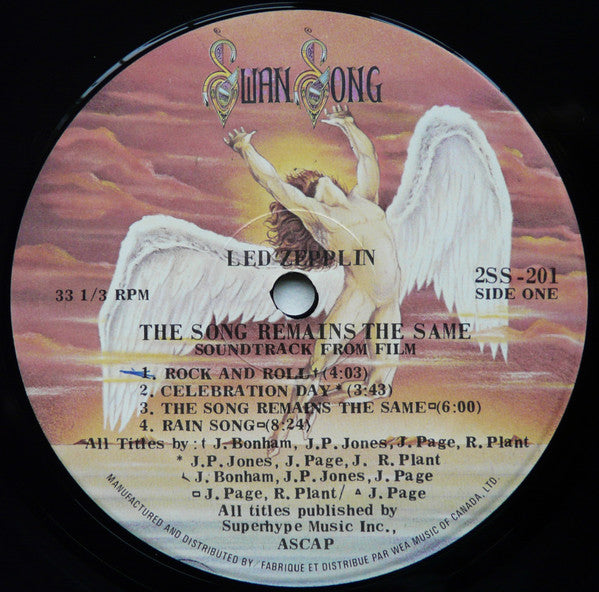 SWAN SONG
LED ZEPPLIN
33 1/3 RPM
2SS-201
SIDE ONE
THE SONG REMAINS THE SAME
SOUNDTRACK FROM FILM
1. ROCK AND ROLL†(4:03)
2. CELEBRATION DAY*(3:43)
3. THE SONG REMAINS THE SAME▫(6:00)
4. RAIN SONG▫(8:24)
All Titles by: † J. Bonham, J.P. Jones, J. Page, R. Plant
* J.P. Jones, J. Page, J. R. Plant
J. Bonham, J.P. Jones, J. Page
▫ J. Page, R. Plant/ ▵ J. Page
All titles published by
Superhype Music Inc.,
ASCAP
MANUFACTURED AND DISTRIBUTED BY/FABRIQUE ET DISTRIBUE PAR WEA MUSIC OF CANADA, LTD.